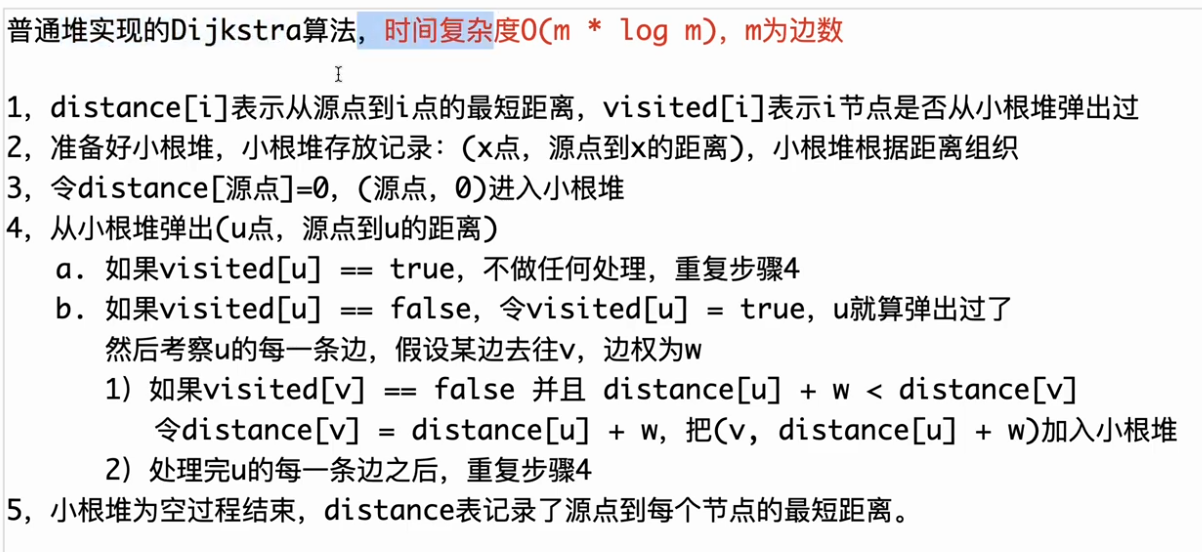 普通堆实现的Dijkstra算法，时间复杂度O(m * log m)，m为边数
1，distance[i]表示从源点到i点的最短距离，visited[i]表示i节点是否从小根堆弹出过
2，准备好小根堆，小根堆存放记录：(x点，源点到x的距离)，小根堆根据距离组织
3，令distance[源点]=0，(源点，0)进入小根堆
4，从小根堆弹出(u点，源点到u的距离)
a. 如果visited[u] == true，不做任何处理，重复步骤4
b. 如果visited[u] == false，令visited[u] = true，u就算弹出过了
然后考察u的每一条边，假设某边去往v，边权为w
1) 如果visited[v] == false 并且 distance[u] + w < distance[v]
令distance[v] = distance[u] + w，把(v, distance[u] + w)加入小根堆
2) 处理完u的每一条边之后，重复步骤4
5，小根堆为空过程结束，distance表记录了源点到每个节点的最短距离。